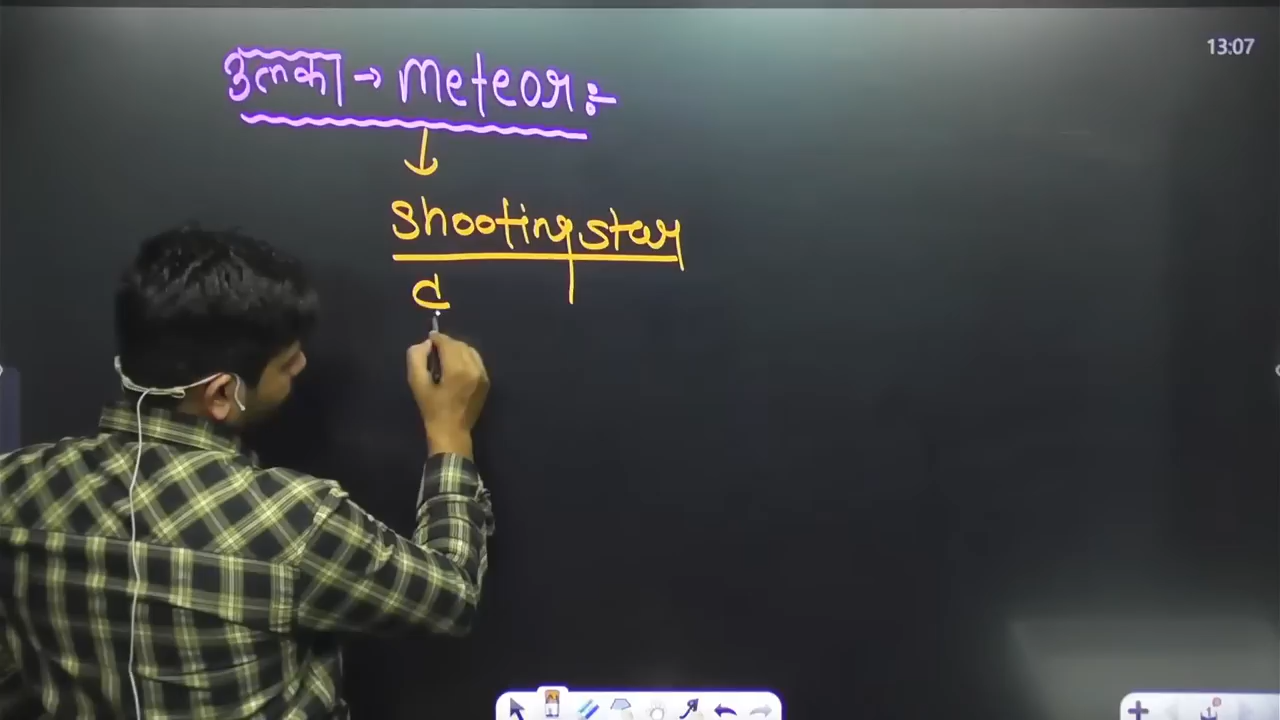 13:07
उल्का → Meteor :-
↓
Shooting star